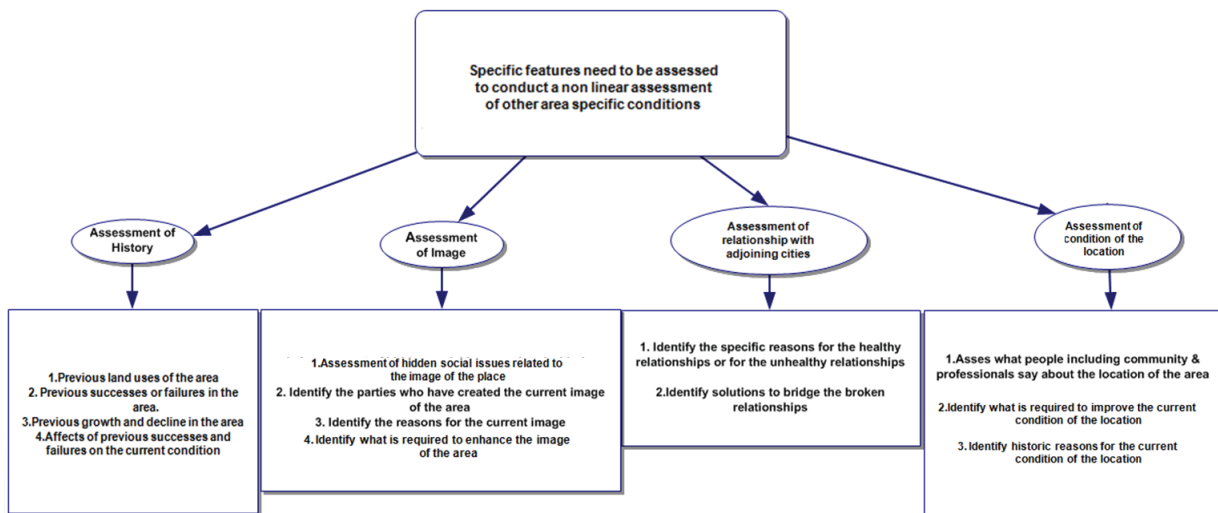 Specific features need to be assessed
to conduct a non linear assessment
of other area specific conditions
Assessment of
History
Assessment
of Image
Assessment of
relationship with
adjoining cities
Assessment of
condition of the
location
1.Previous land uses of the area
2. Previous successes or failures in the
area.
3.Previous growth and decline in the area
4.Affects of previous successes and
failures on the current condition
1.Assessment of hidden social issues related to
the image of the place
2. Identify the parties who have created the current image
of the area
3. Identify the reasons for the current image
4. Identify what is required to enhance the image
of the area
1. Identify the specific reasons for the healthy
relationships or for the unhealthy relationships
2.Identify solutions to bridge the broken
relationships
1.Asses what people including community &
professionals say about the location of the area
2.Identify what is required to improve the current
condition of the location
3. Identify historic reasons for the current
condition of the location